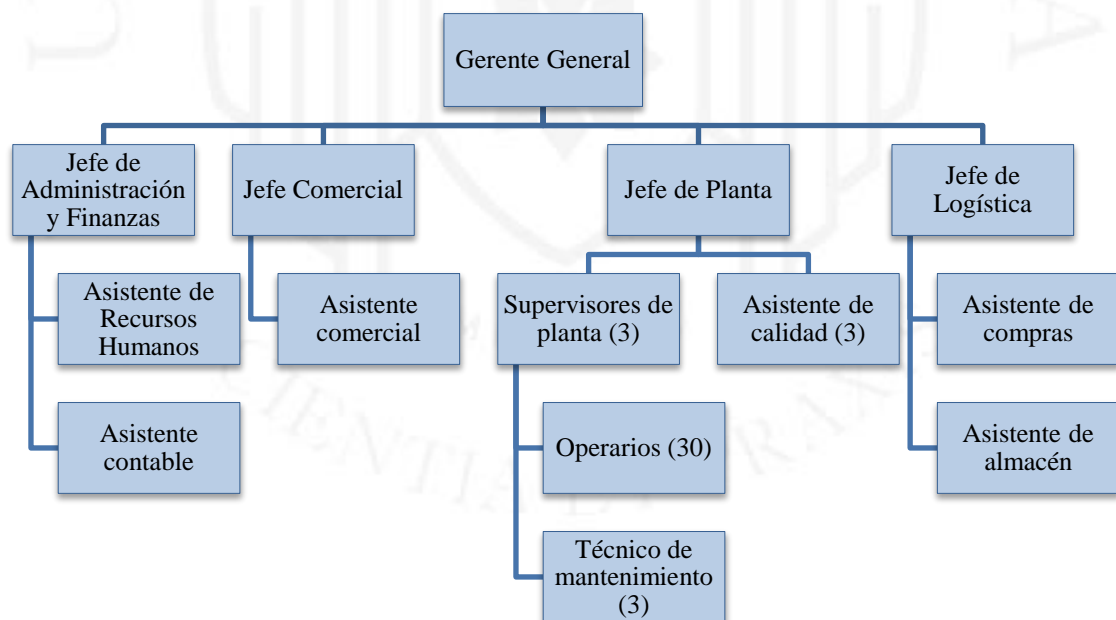 Gerente General
Jefe de
Administración
y Finanzas
Jefe Comercial
Jefe de Planta
Jefe de
Logística
Asistente de
Recursos
Humanos
Asistente
comercial
Supervisores de
planta (3)
Asistente de
calidad (3)
Asistente de
compras
Asistente
contable
Operarios (30)
Asistente de
almacén
Técnico de
mantenimiento
(3)